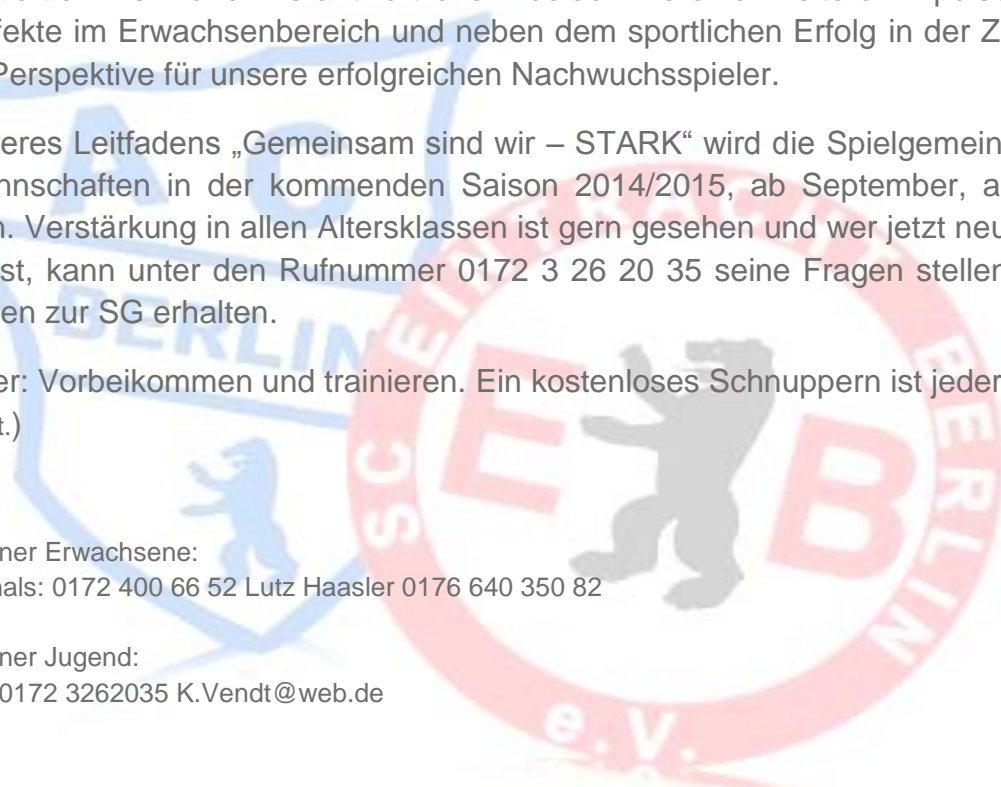 fekte im Erwachsenbereich und neben dem sportlichen Erfolg in der Z
Perspektive für unsere erfolgreichen Nachwuchsspieler.
eres Leitfadens „Gemeinsam sind wir – STARK“ wird die Spielgemein
nnschaften in der kommenden Saison 2014/2015, ab September, a
n. Verstärkung in allen Altersklassen ist gern gesehen und wer jetzt neu
st, kann unter den Rufnummer 0172 3 26 20 35 seine Fragen stellen
en zur SG erhalten.
er: Vorbeikommen und trainieren. Ein kostenloses Schnuppern ist jeder
t.)
ner Erwachsene:
als: 0172 400 66 52 Lutz Haasler 0176 640 350 82
ner Jugend:
0172 3262035 K.Vendt@web.de
A C
BERLIN
SC EINTRACHT BERLIN
E B
e.V.